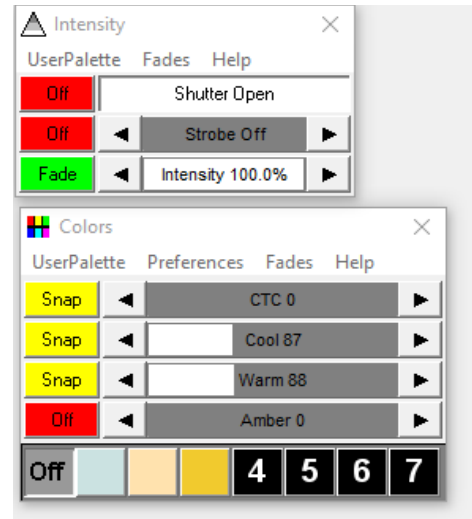 Intensity
UserPalette Fades Help
Off Shutter Open
Off Strobe Off
Fade Intensity 100.0%
Colors
UserPalette Preferences Fades Help
Snap CTC 0
Snap Cool 87
Snap Warm 88
Off Amber 0
Off 4 5 6 7